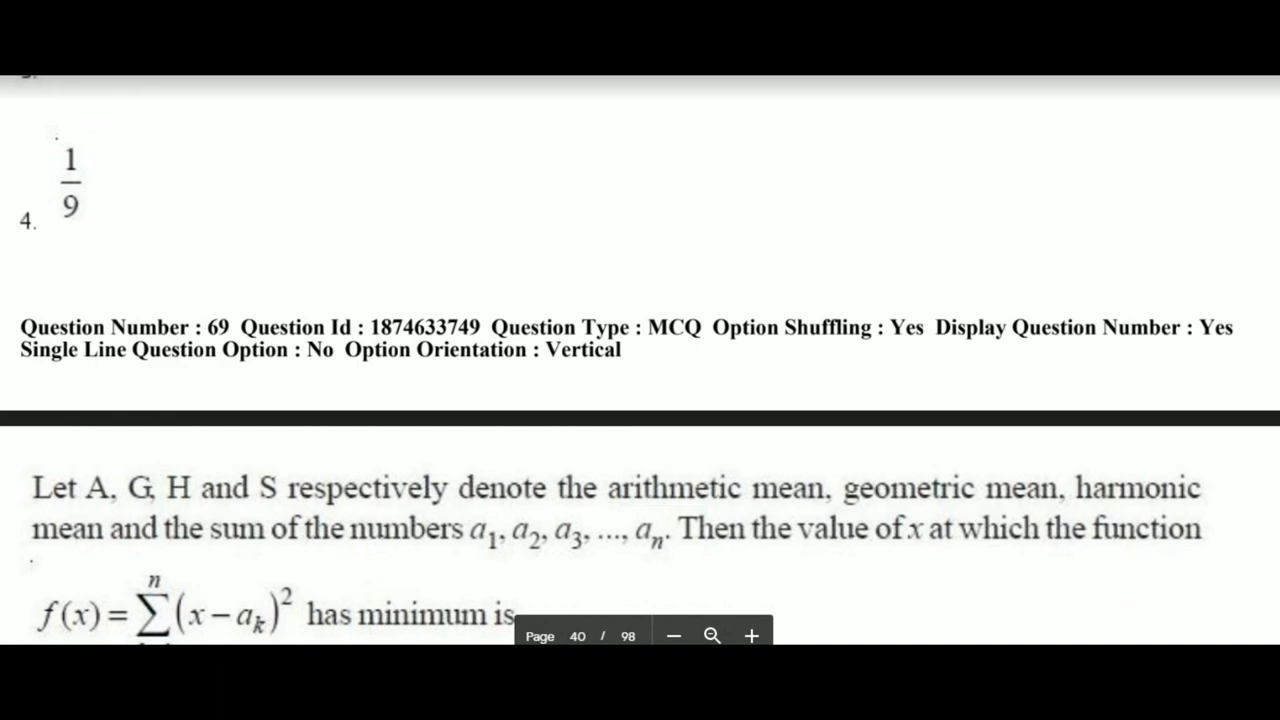 1
9
4.
Question Number : 69 Question Id : 1874633749 Question Type : MCQ Option Shuffling : Yes Display Question Number : Yes
Single Line Question Option : No Option Orientation : Vertical
Let A, G, H and S respectively denote the arithmetic mean, geometric mean, harmonic
mean and the sum of the numbers a₁, a₂, a₃, ..., aₙ. Then the value of x at which the function
n
f(x) = ∑(x − aₖ)² has minimum is
Page 40 / 98 − +